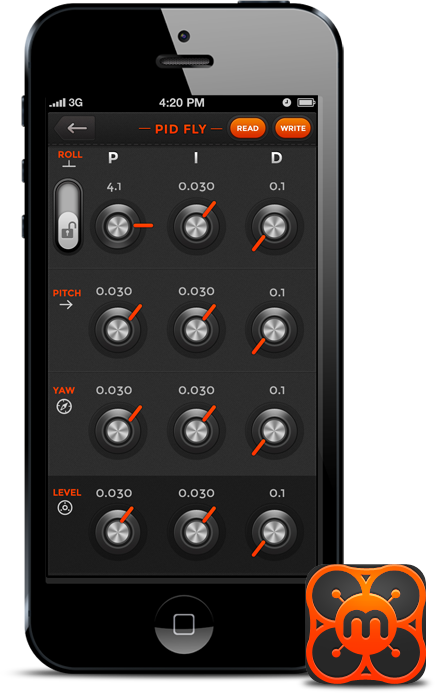 3G 4:20 PM
PID FLY READ WRITE
ROLL P I D
4.1 0.030 0.1
PITCH 0.030 0.030 0.1
YAW 0.030 0.030 0.1
LEVEL 0.030 0.030 0.1
m